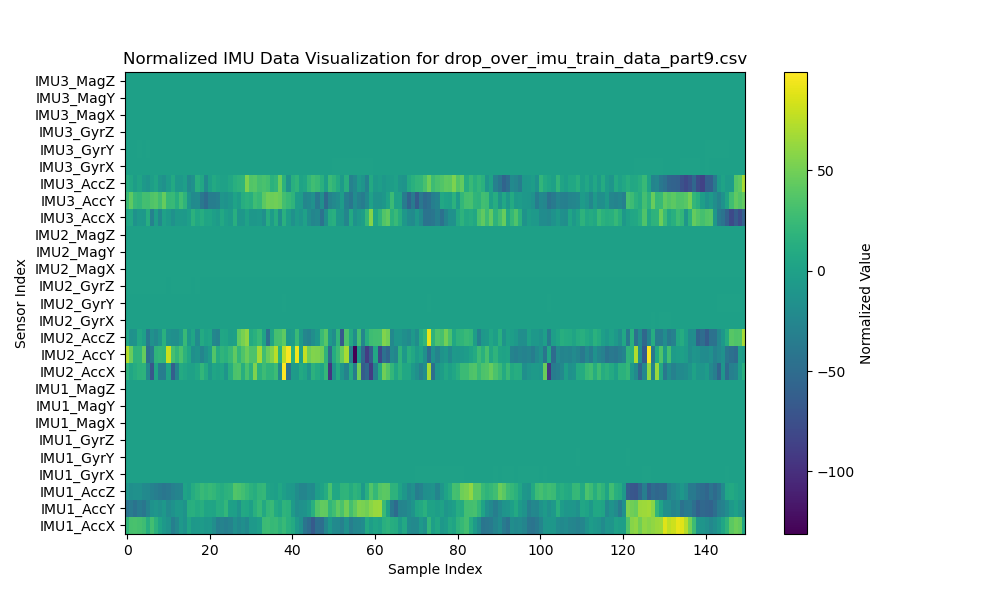 Normalized IMU Data Visualization for drop_over_imu_train_data_part9.csv
Sensor Index
IMU3_MagZ
IMU3_MagY
IMU3_MagX
IMU3_GyrZ
IMU3_GyrY
IMU3_GyrX
IMU3_AccZ
IMU3_AccY
IMU3_AccX
IMU2_MagZ
IMU2_MagY
IMU2_MagX
IMU2_GyrZ
IMU2_GyrY
IMU2_GyrX
IMU2_AccZ
IMU2_AccY
IMU2_AccX
IMU1_MagZ
IMU1_MagY
IMU1_MagX
IMU1_GyrZ
IMU1_GyrY
IMU1_GyrX
IMU1_AccZ
IMU1_AccY
IMU1_AccX
0 20 40 60 80 100 120 140
Sample Index
50
0
−50
−100
Normalized Value